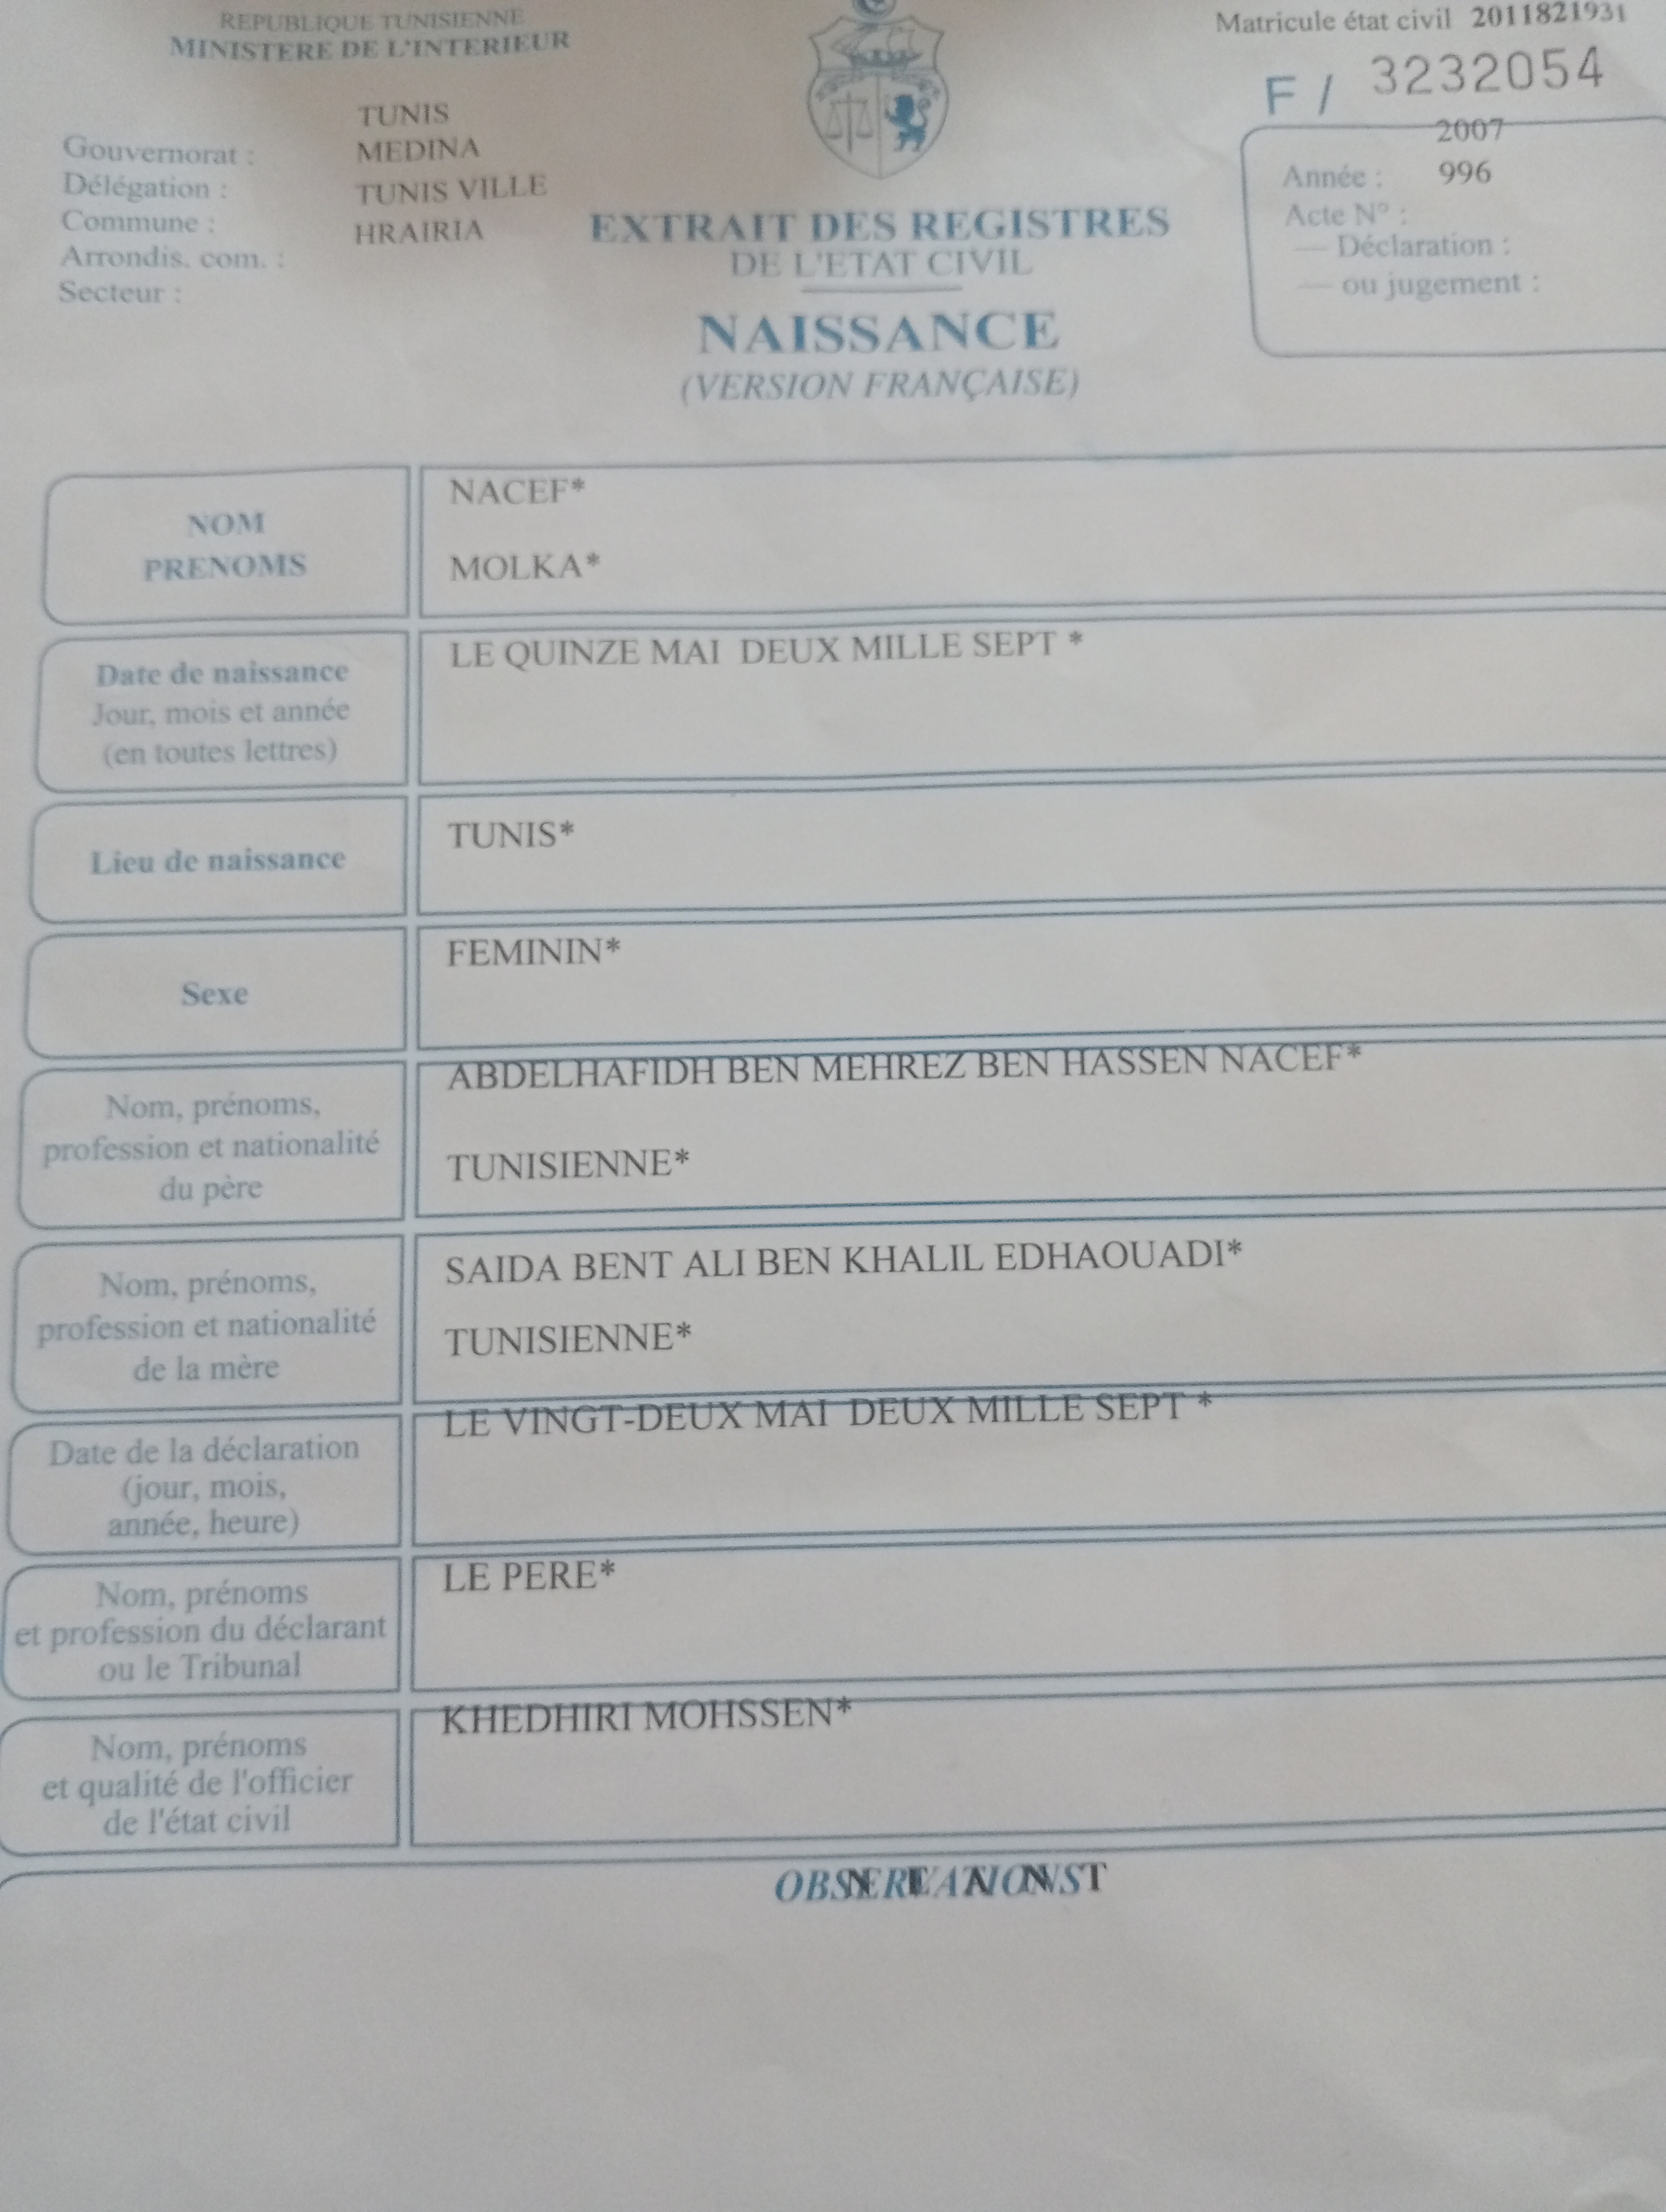 REPUBLIQUE TUNISIENNE
MINISTERE DE L'INTERIEUR
Matricule état civil 2011821931
F / 3232054
TUNIS
Gouvernorat : MEDINA
Délégation : TUNIS VILLE
Commune : HRAIRIA
Arrondis. com. :
Secteur :
2007
Année : 996
Acte N° :
— Déclaration :
— ou jugement :
EXTRAIT DES REGISTRES
DE L'ETAT CIVIL
NAISSANCE
(VERSION FRANÇAISE)
NOM
PRENOMS
NACEF*
MOLKA*
Date de naissance
Jour, mois et année
(en toutes lettres)
LE QUINZE MAI DEUX MILLE SEPT *
Lieu de naissance
TUNIS*
Sexe
FEMININ*
Nom, prénoms,
profession et nationalité
du père
ABDELHAFIDH BEN MEHREZ BEN HASSEN NACEF*
TUNISIENNE*
Nom, prénoms,
profession et nationalité
de la mère
SAIDA BENT ALI BEN KHALIL EDHAOUADI*
TUNISIENNE*
Date de la déclaration
(jour, mois,
année, heure)
LE VINGT-DEUX MAI DEUX MILLE SEPT *
Nom, prénoms
et profession du déclarant
ou le Tribunal
LE PERE*
Nom, prénoms
et qualité de l'officier
de l'état civil
KHEDHIRI MOHSSEN*
OBSERVATIONS